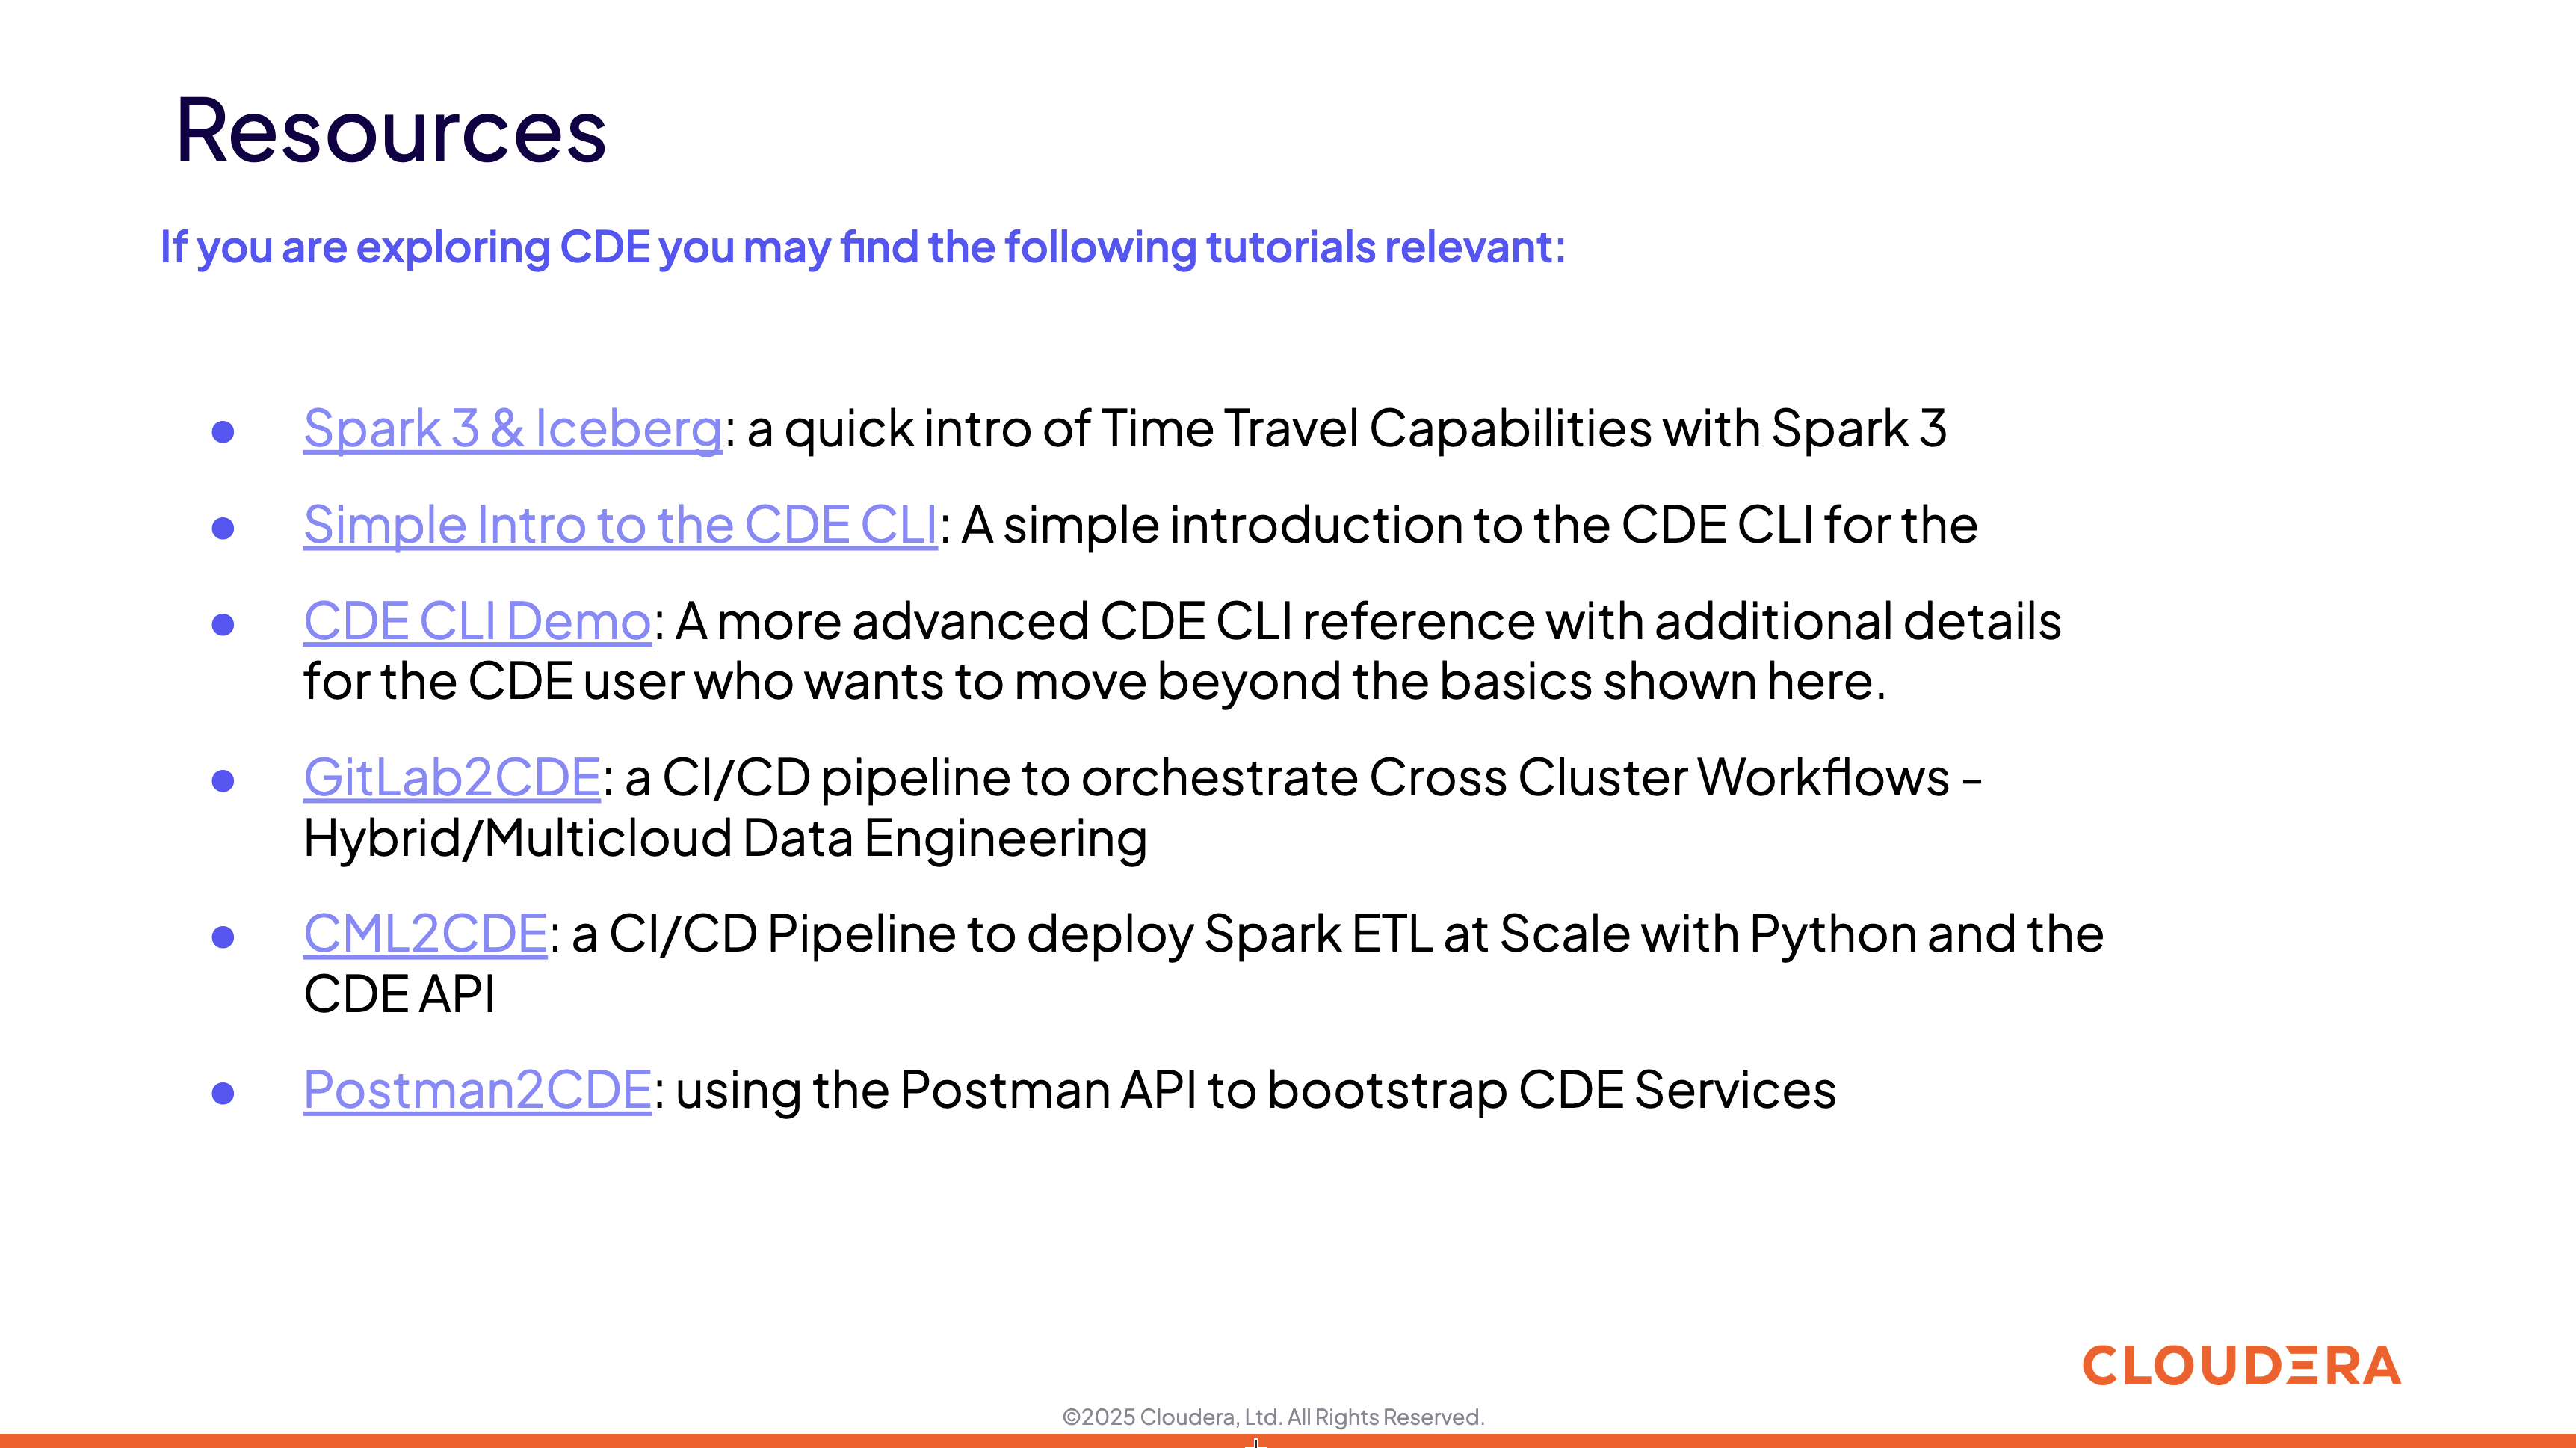 Resources
If you are exploring CDE you may find the following tutorials relevant:
● Spark 3 & Iceberg: a quick intro of Time Travel Capabilities with Spark 3
● Simple Intro to the CDE CLI: A simple introduction to the CDE CLI for the
● CDE CLI Demo: A more advanced CDE CLI reference with additional details
for the CDE user who wants to move beyond the basics shown here.
● GitLab2CDE: a CI/CD pipeline to orchestrate Cross Cluster Workflows –
Hybrid/Multicloud Data Engineering
● CML2CDE: a CI/CD Pipeline to deploy Spark ETL at Scale with Python and the
CDE API
● Postman2CDE: using the Postman API to bootstrap CDE Services
CLOUDERA
©2025 Cloudera, Ltd. All Rights Reserved.